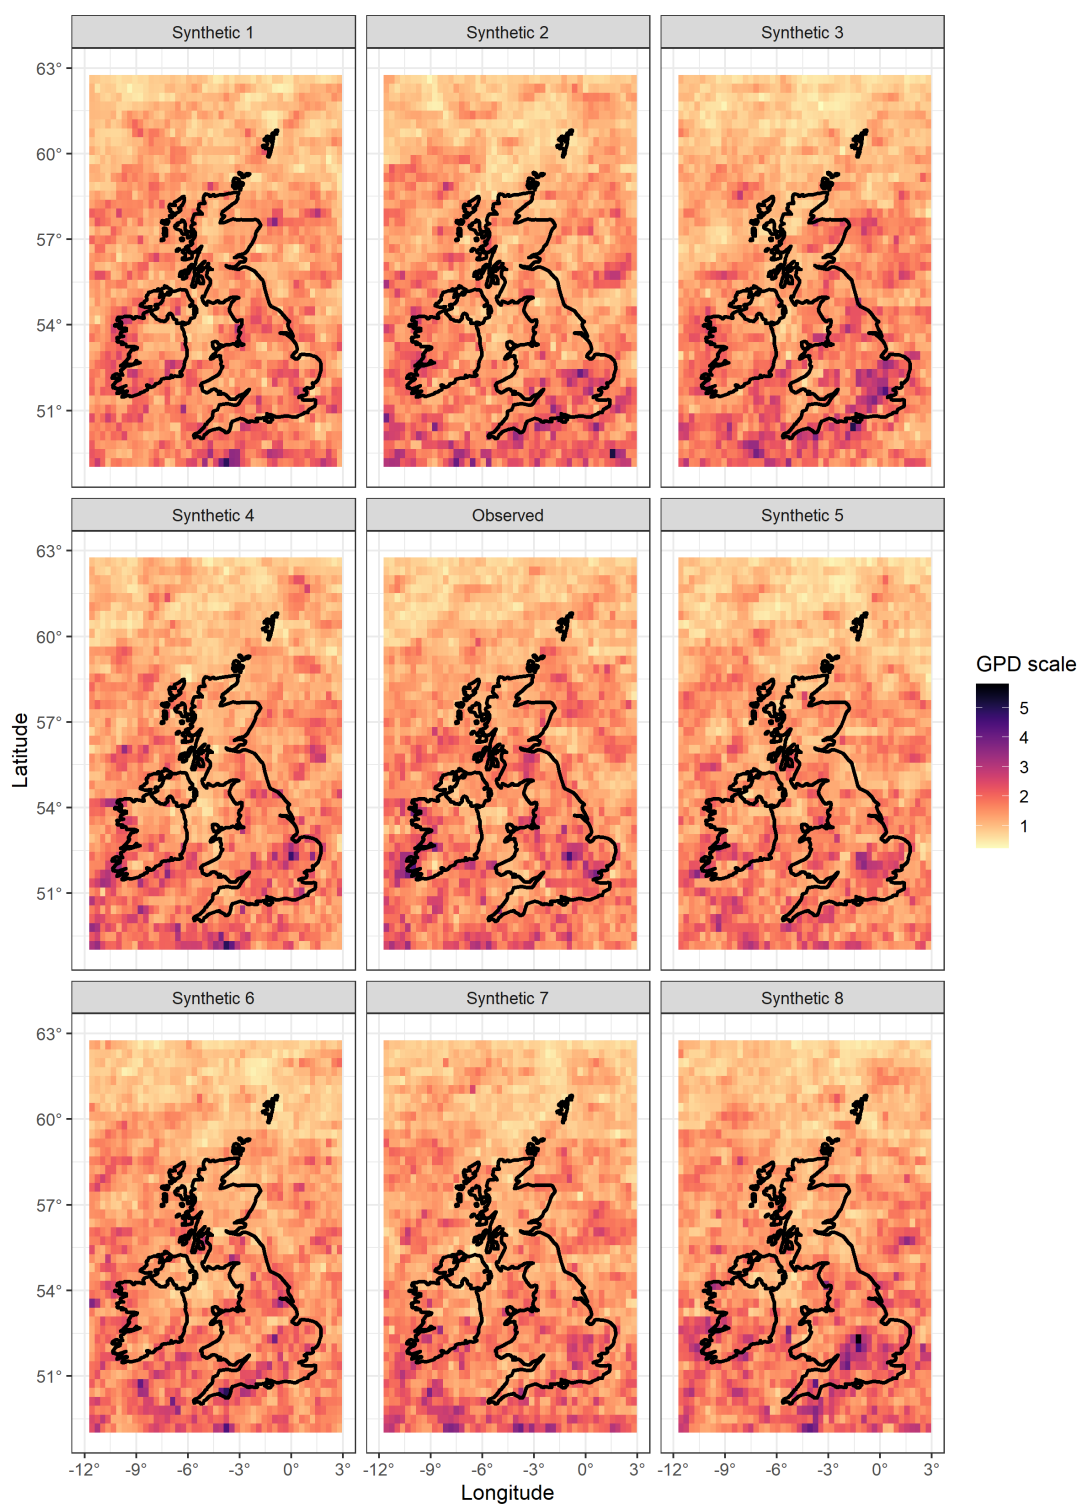 Synthetic 1
Synthetic 2
Synthetic 3
63°
60°
57°
54°
51°
Synthetic 4
Observed
Synthetic 5
63°
60°
57°
54°
51°
Synthetic 6
Synthetic 7
Synthetic 8
63°
60°
57°
54°
51°
-12° -9° -6° -3° 0° 3°
-12° -9° -6° -3° 0° 3°
-12° -9° -6° -3° 0° 3°
Longitude
Latitude
GPD scale
5
4
3
2
1